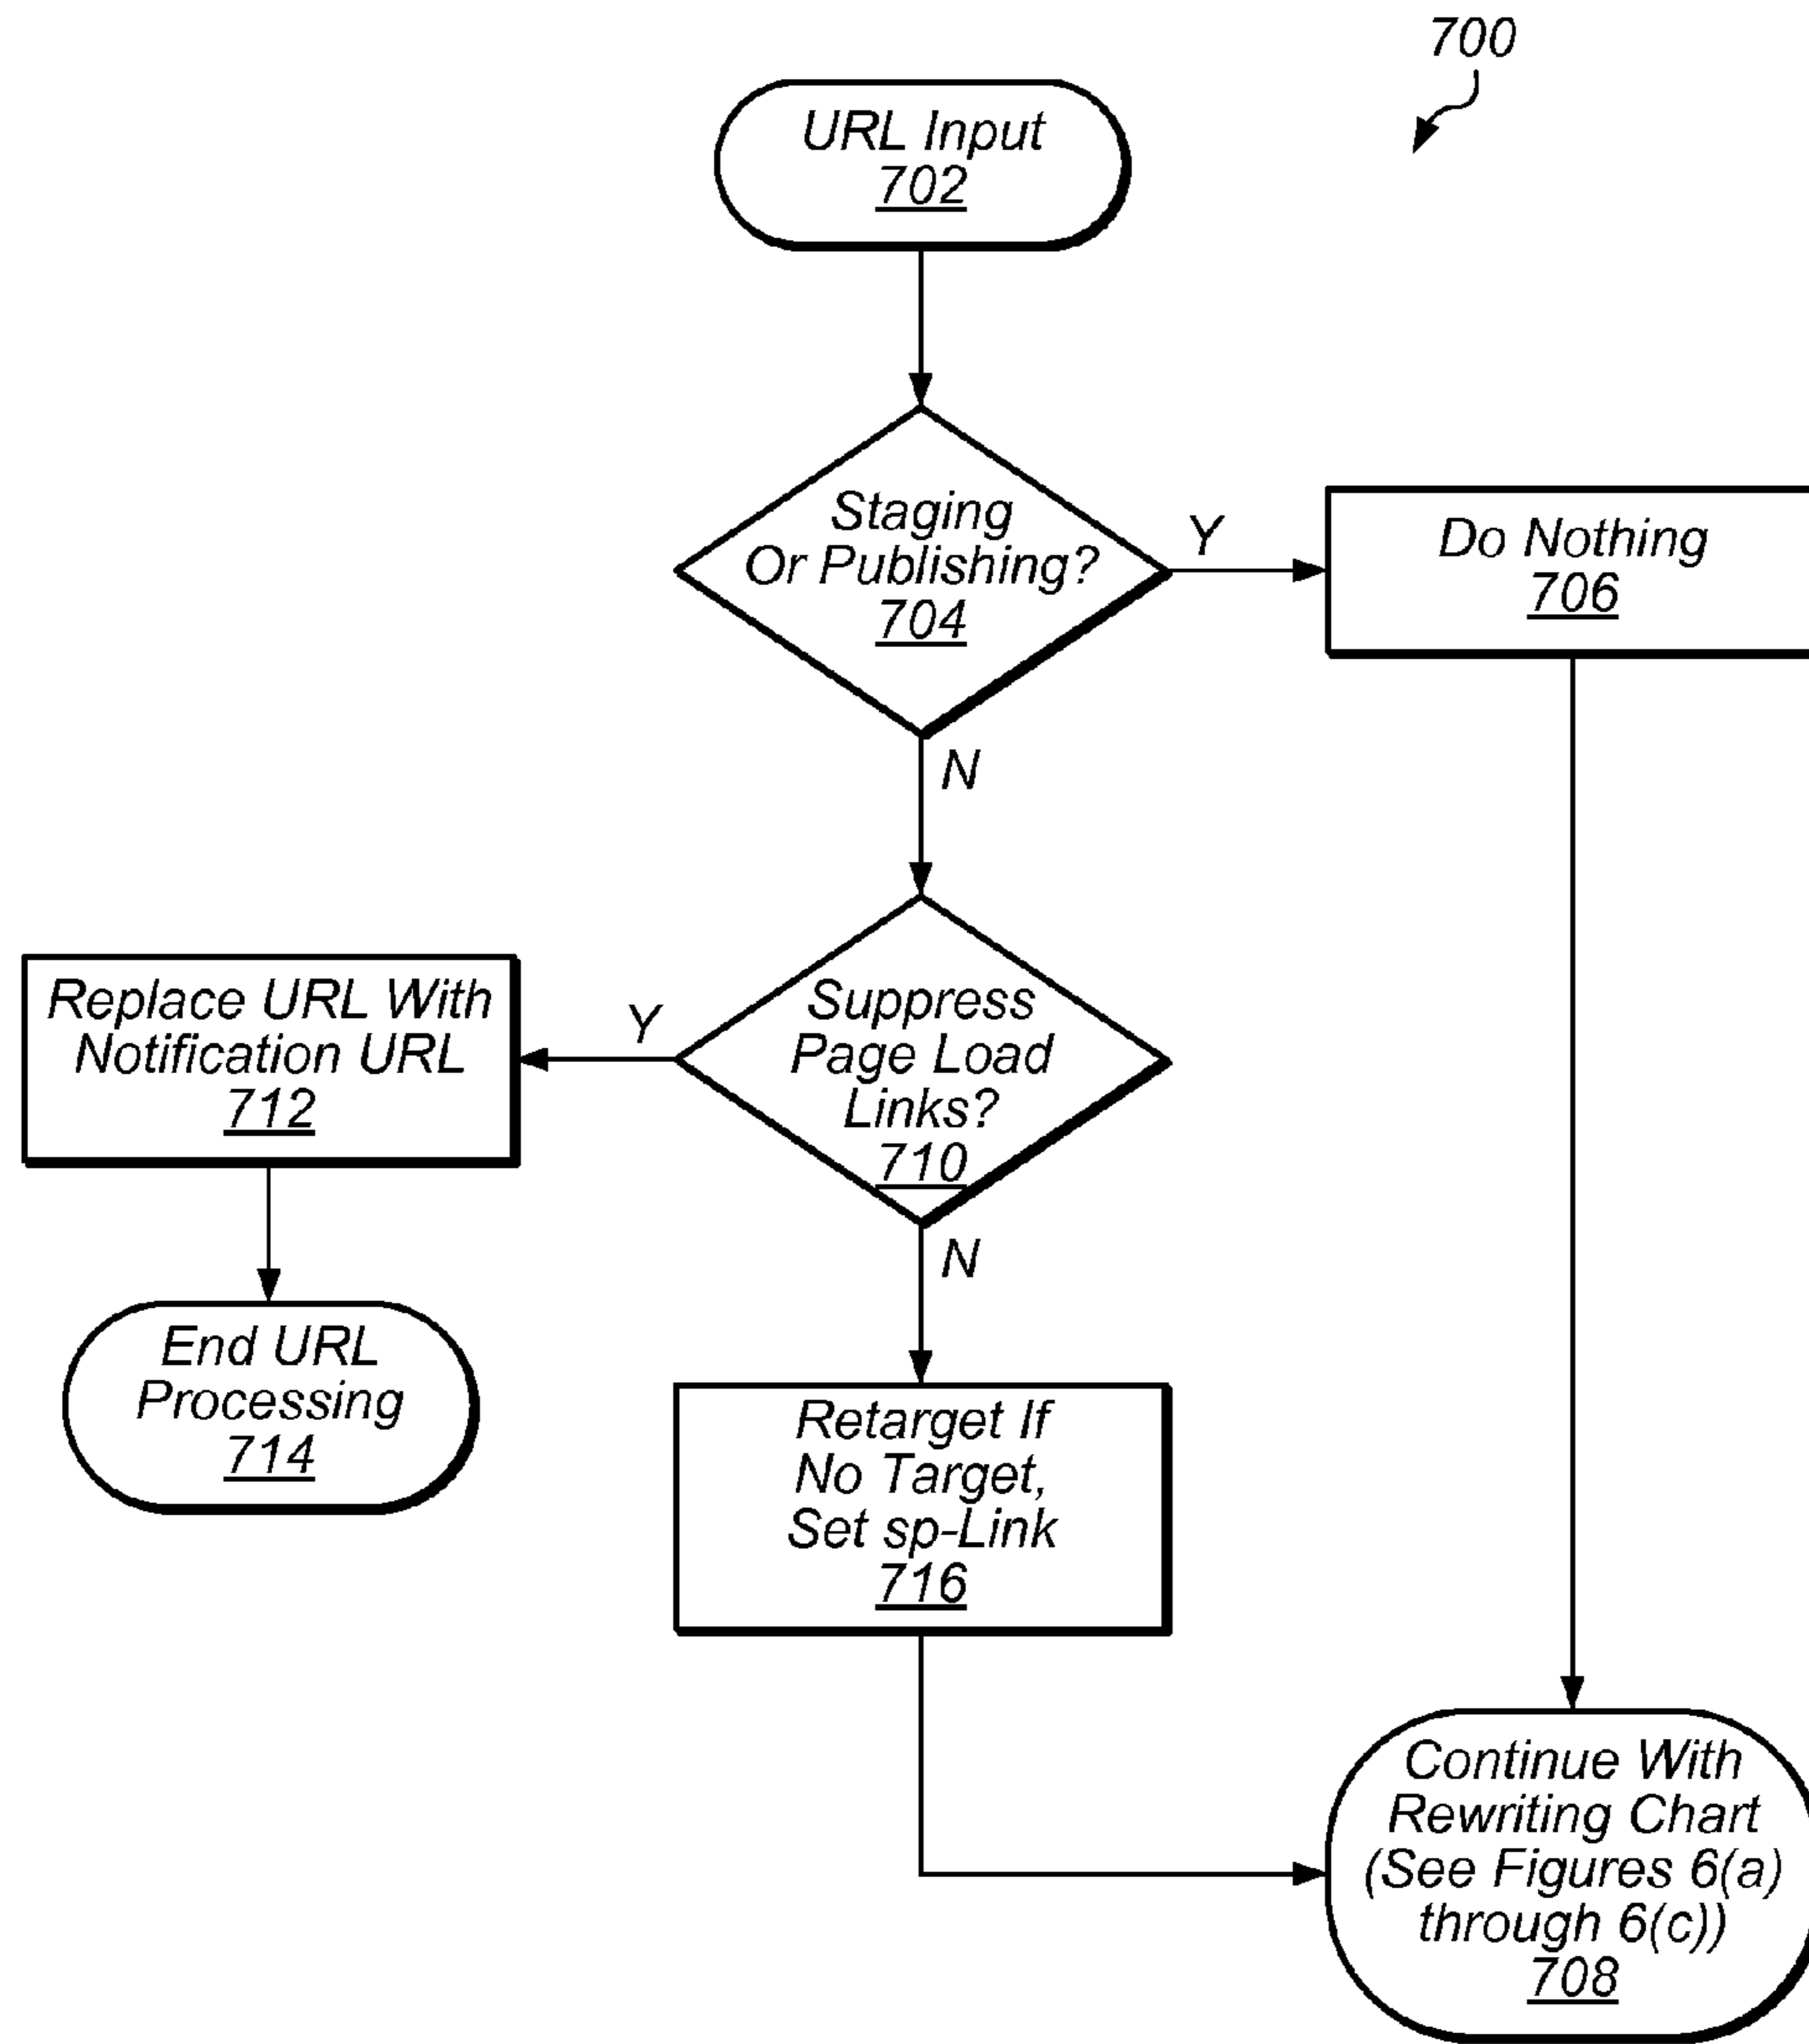 700
URL Input
702
Staging
Or Publishing?
704
Y
Do Nothing
706
N
Suppress
Page Load
Links?
710
Y
Replace URL With
Notification URL
712
N
End URL
Processing
714
Retarget If
No Target,
Set sp-Link
716
Continue With
Rewriting Chart
(See Figures 6(a)
through 6(c))
708